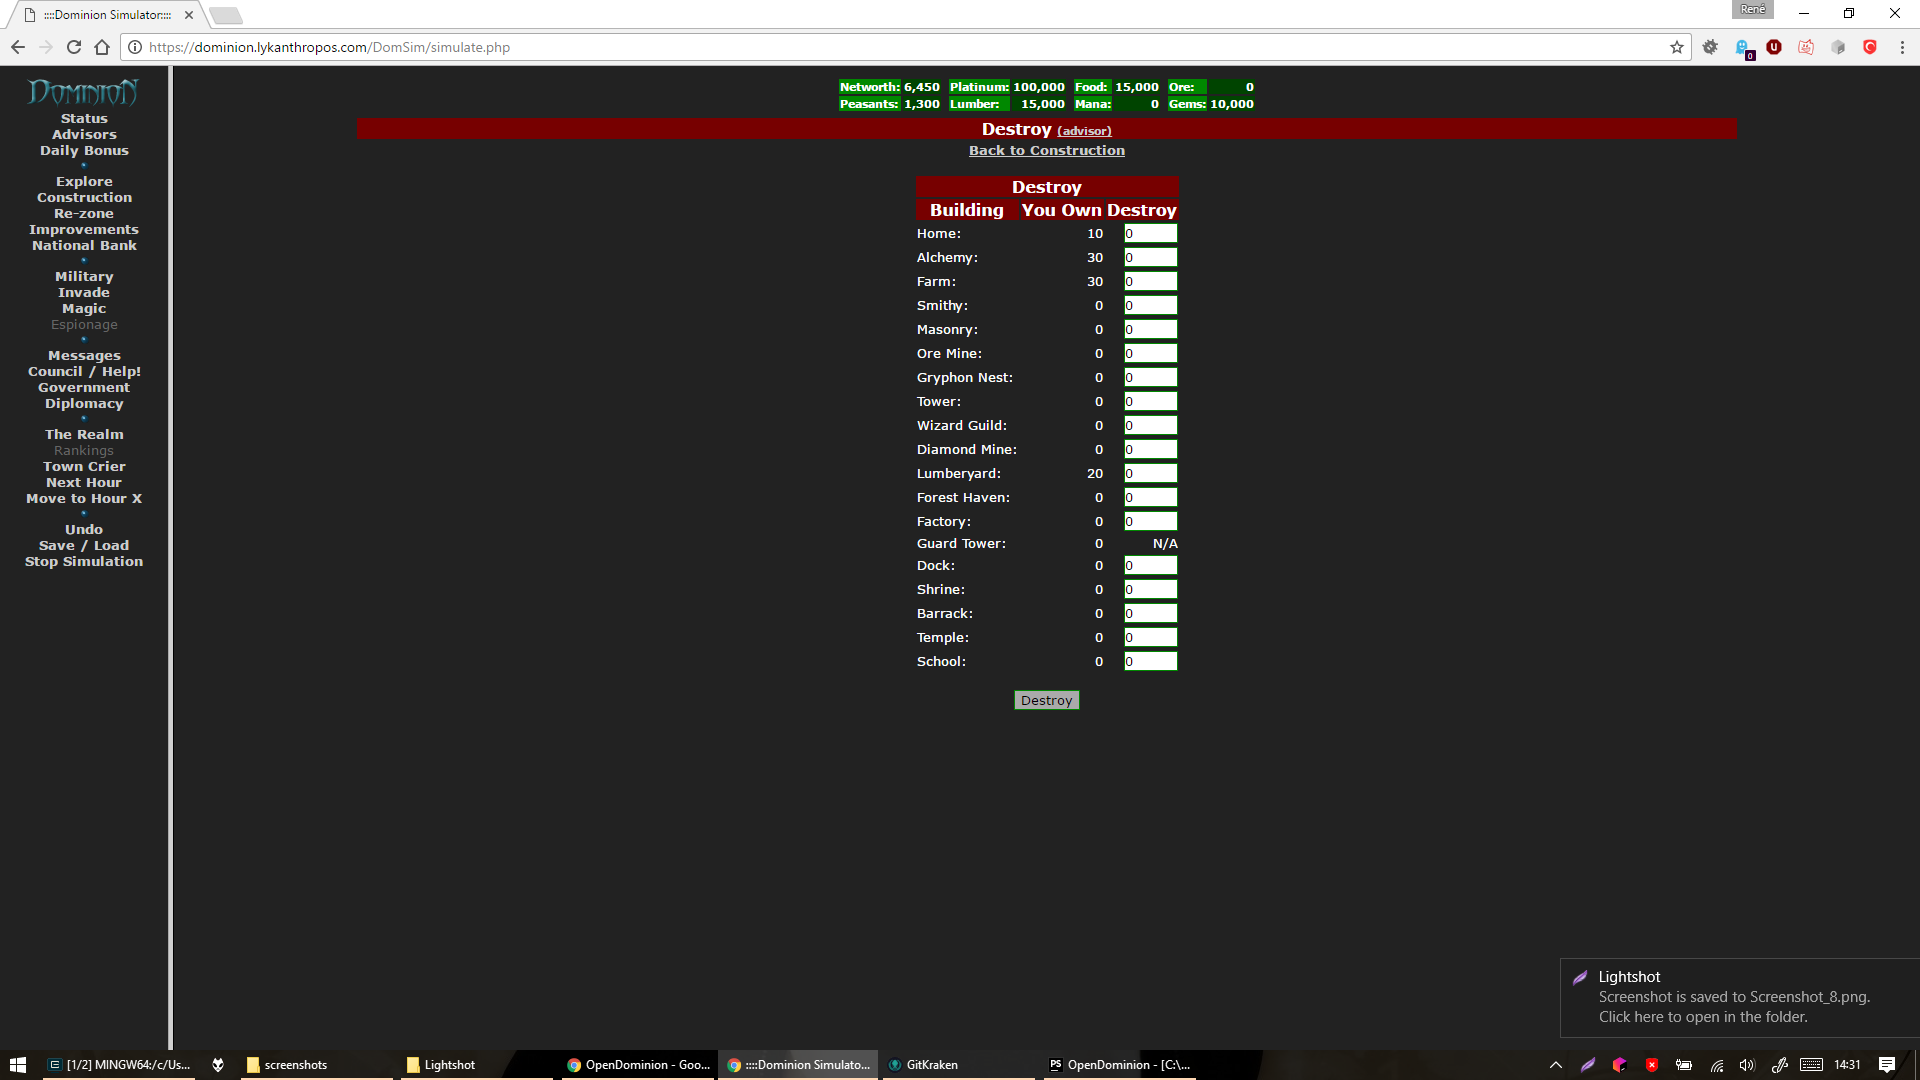 ::::Dominion Simulator::::
René
https://dominion.lykanthropos.com/DomSim/simulate.php
0
DOMINION
Status
Advisors
Daily Bonus
Explore
Construction
Re-zone
Improvements
National Bank
Military
Invade
Magic
Espionage
Messages
Council / Help!
Government
Diplomacy
The Realm
Rankings
Town Crier
Next Hour
Move to Hour X
Undo
Save / Load
Stop Simulation
Networth: 6,450 Platinum: 100,000 Food: 15,000 Ore: 0
Peasants: 1,300 Lumber: 15,000 Mana: 0 Gems: 10,000
Destroy (advisor)
Back to Construction
Destroy
Building You Own Destroy
Home: 10 0
Alchemy: 30 0
Farm: 30 0
Smithy: 0 0
Masonry: 0 0
Ore Mine: 0 0
Gryphon Nest: 0 0
Tower: 0 0
Wizard Guild: 0 0
Diamond Mine: 0 0
Lumberyard: 20 0
Forest Haven: 0 0
Factory: 0 0
Guard Tower: 0 N/A
Dock: 0 0
Shrine: 0 0
Barrack: 0 0
Temple: 0 0
School: 0 0
Destroy
Lightshot
Screenshot is saved to Screenshot_8.png.
Click here to open in the folder.
[1/2] MINGW64:/c/Us... screenshots Lightshot OpenDominion - Goo... ::::Dominion Simulato... GitKraken PS OpenDominion - [C:\... 14:31